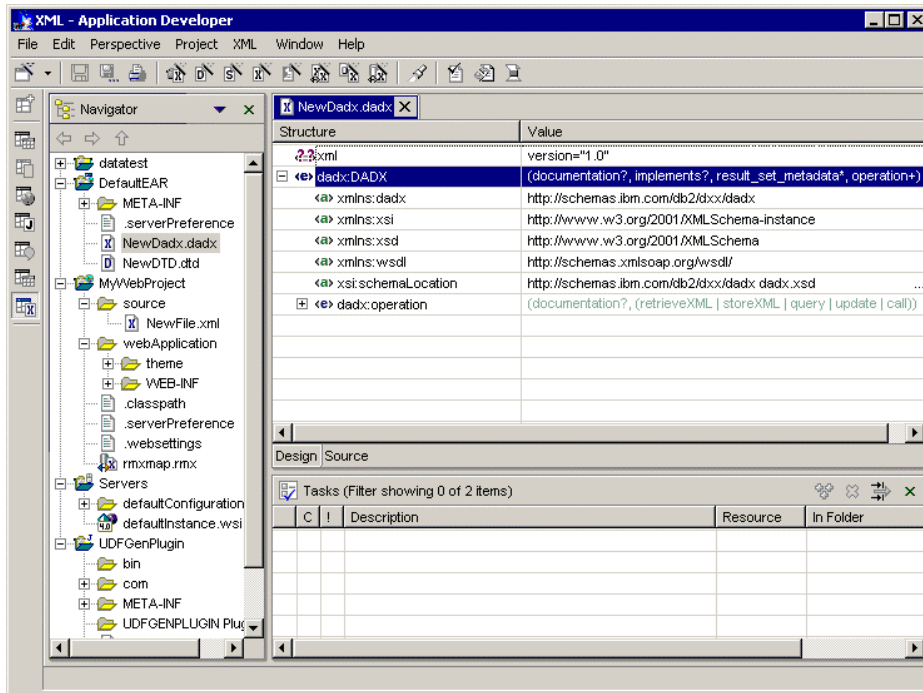 XML - Application Developer
File Edit Perspective Project XML Window Help
Navigator
datatest
DefaultEAR
META-INF
.serverPreference
NewDadx.dadx
NewDTD.dtd
MyWebProject
source
NewFile.xml
webApplication
theme
WEB-INF
.classpath
.serverPreference
.websettings
rmxmap.rmx
Servers
defaultConfiguration
defaultInstance.wsi
UDFGenPlugin
bin
com
META-INF
UDFGENPLUGIN Plug
NewDadx.dadx
Structure Value
?-? xml version="1.0"
<e> dadx:DADX (documentation?, implements?, result_set_metadata*, operation+)
<a> xmlns:dadx http://schemas.ibm.com/db2/dxx/dadx
<a> xmlns:xsi http://www.w3.org/2001/XMLSchema-instance
<a> xmlns:xsd http://www.w3.org/2001/XMLSchema
<a> xmlns:wsdl http://schemas.xmlsoap.org/wsdl/
<a> xsi:schemaLocation http://schemas.ibm.com/db2/dxx/dadx dadx.xsd ...
<e> dadx:operation (documentation?, (retrieveXML | storeXML | query | update | call))
Design Source
Tasks (Filter showing 0 of 2 items)
C ! Description Resource In Folder